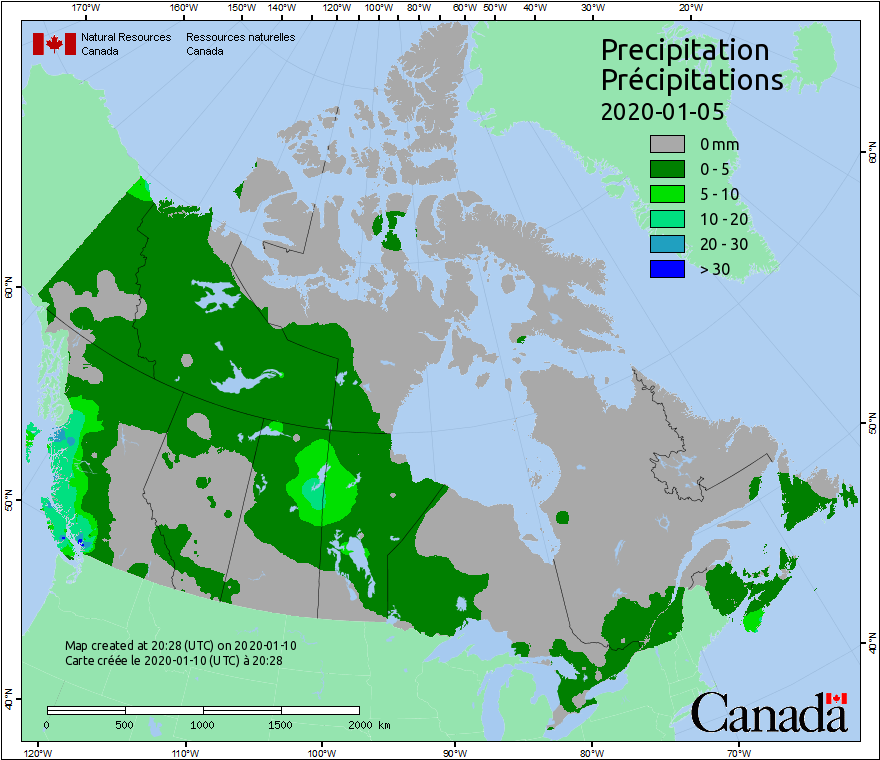 170°W 160°W 150°W 140°W 130°W 120°W 110°W 100°W 90°W 80°W 60°W 50°W 40°W 30°W 20°W
Natural Resources Canada
Ressources naturelles Canada
Precipitation
Précipitations
2020-01-05
0 mm
0 - 5
5 - 10
10 - 20
20 - 30
> 30
60°N
60°N
50°N
50°N
40°N
40°N
Map created at 20:28 (UTC) on 2020-01-10
Carte créée le 2020-01-10 (UTC) à 20:28
0 500 1000 1500 2000 km
Canada
120°W 110°W 100°W 90°W 80°W 70°W